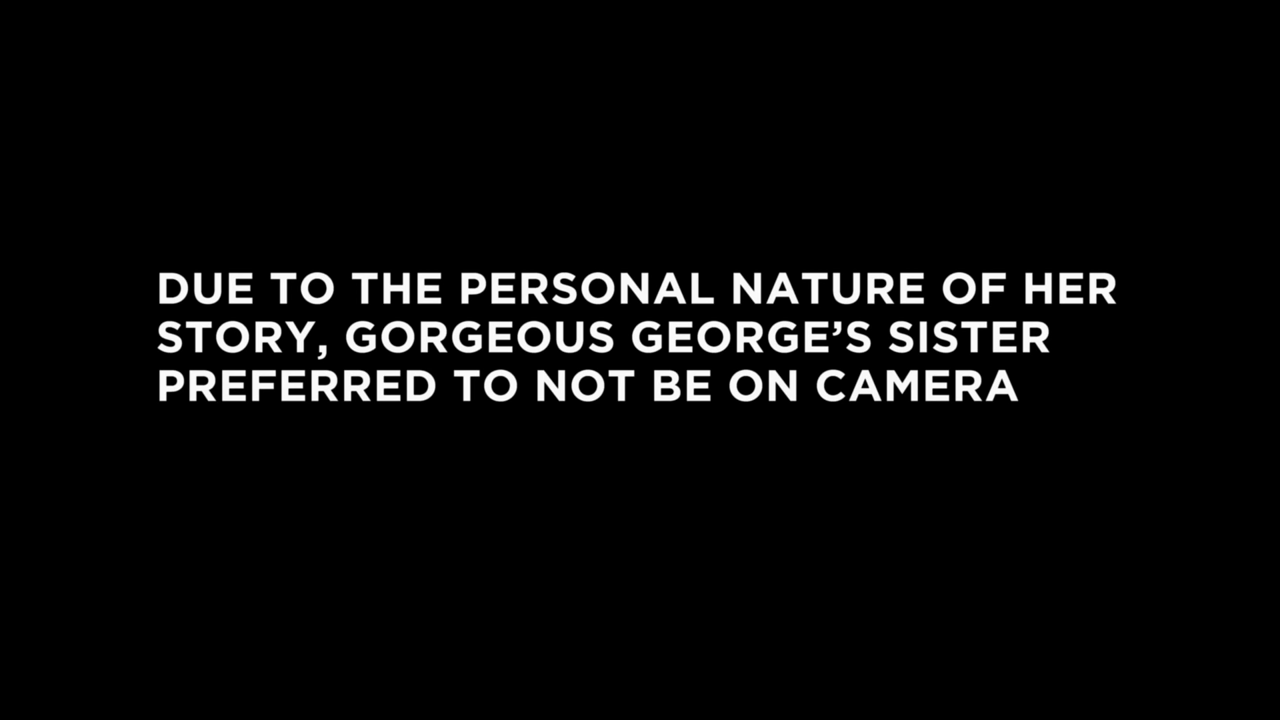 DUE TO THE PERSONAL NATURE OF HER
STORY, GORGEOUS GEORGE’S SISTER
PREFERRED TO NOT BE ON CAMERA